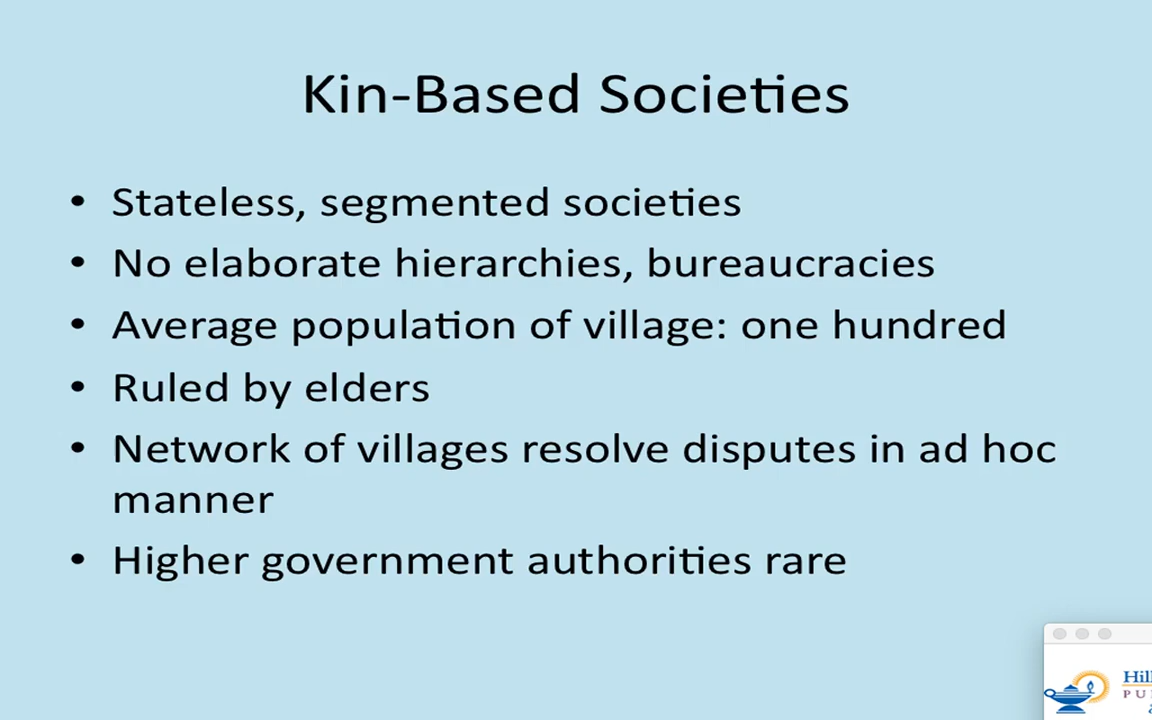 Kin-Based Societies
• Stateless, segmented societies
• No elaborate hierarchies, bureaucracies
• Average population of village: one hundred
• Ruled by elders
• Network of villages resolve disputes in ad hoc
manner
• Higher government authorities rare